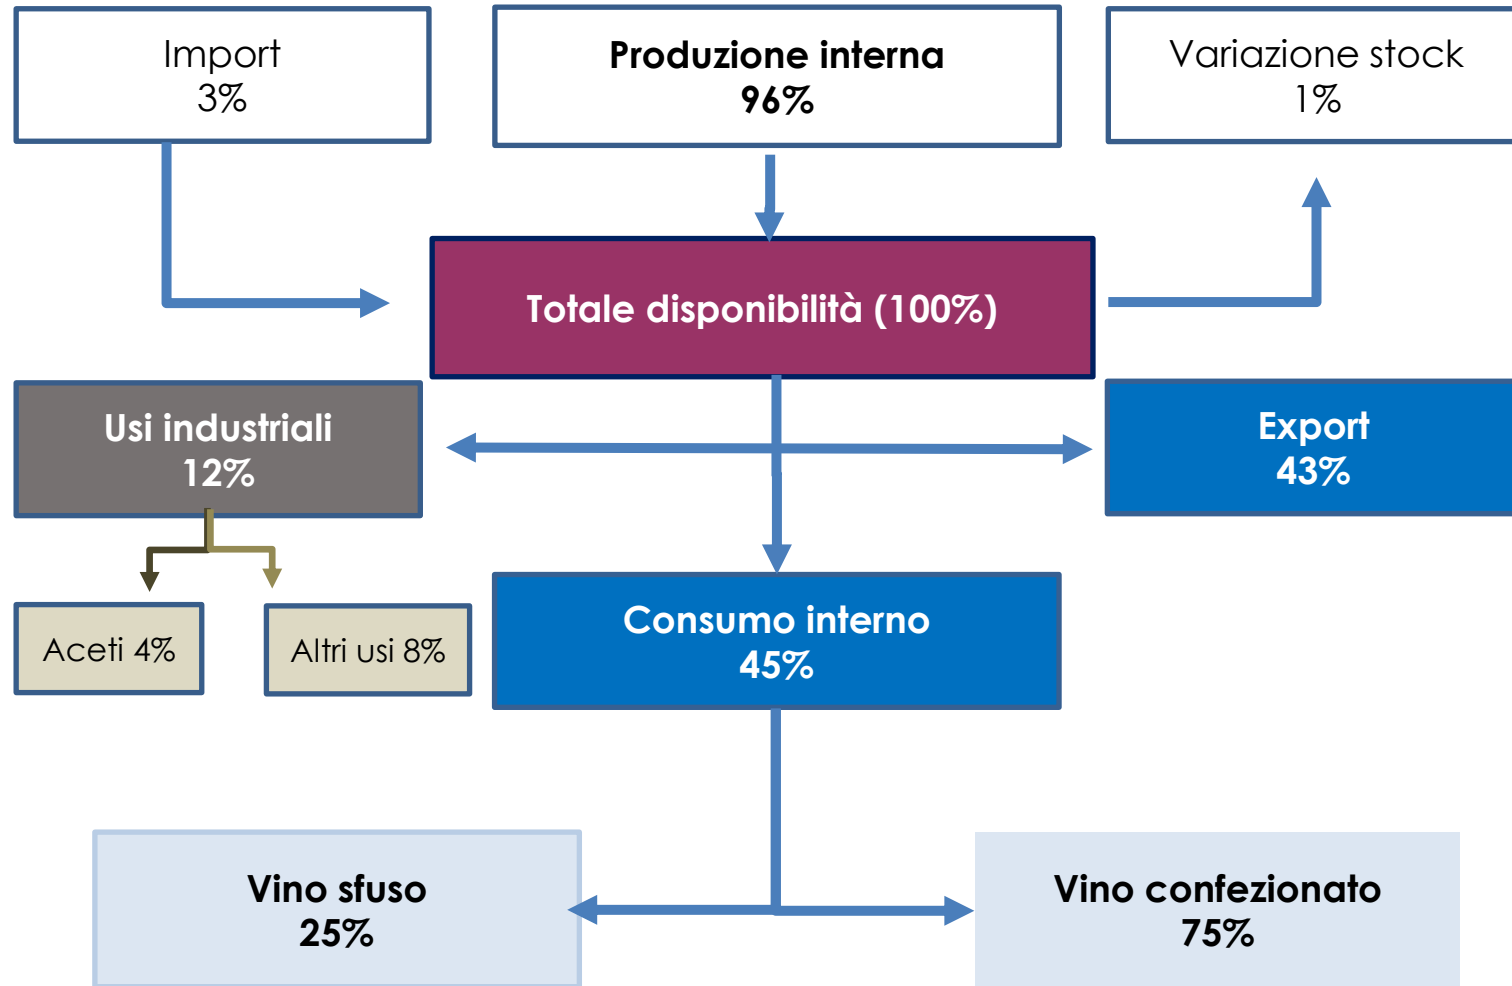 Import
3%
Produzione interna
96%
Variazione stock
1%
Totale disponibilità (100%)
Usi industriali
12%
Export
43%
Aceti 4%
Altri usi 8%
Consumo interno
45%
Vino sfuso
25%
Vino confezionato
75%